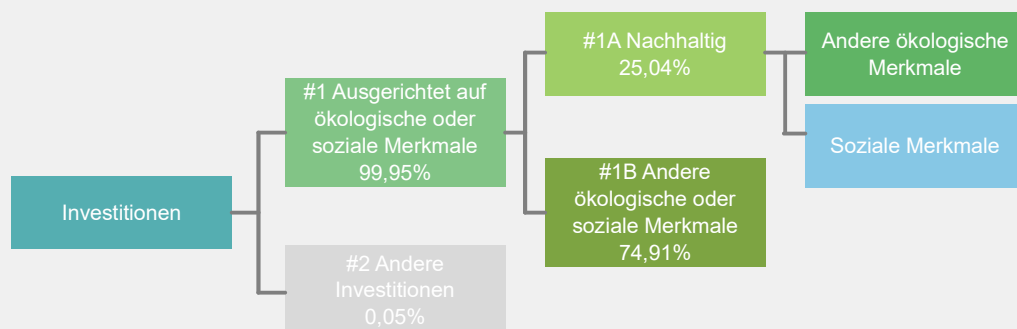 Investitionen
#1 Ausgerichtet auf
ökologische oder
soziale Merkmale
99,95%
#2 Andere
Investitionen
0,05%
#1A Nachhaltig
25,04%
#1B Andere
ökologische oder
soziale Merkmale
74,91%
Andere ökologische
Merkmale
Soziale Merkmale